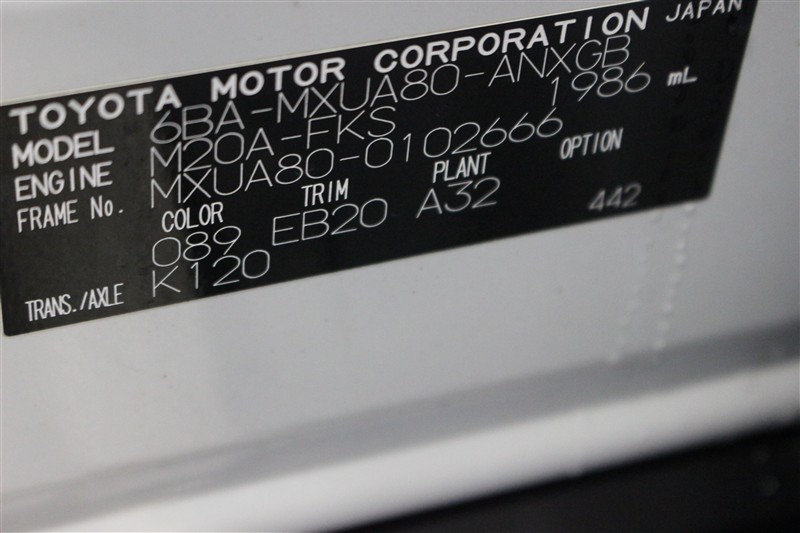 TOYOTA MOTOR CORPORATION JAPAN
MODEL 6BA-MXUA80-ANXGB
ENGINE M20A-FKS 1986 mL
FRAME No. MXUA80-0102666
COLOR TRIM PLANT OPTION
089 EB20 A32 442
TRANS./AXLE K120